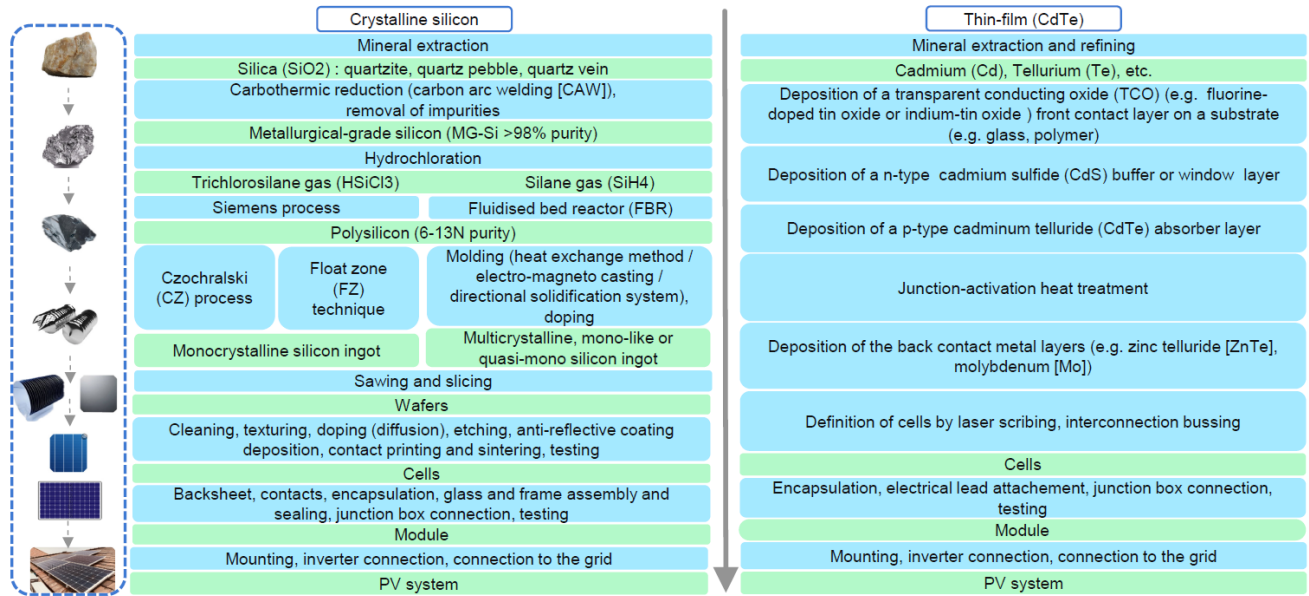 Crystalline silicon
Mineral extraction
Silica (SiO2) : quartzite, quartz pebble, quartz vein
Carbothermic reduction (carbon arc welding [CAW]),
removal of impurities
Metallurgical-grade silicon (MG-Si >98% purity)
Hydrochloration
Trichlorosilane gas (HSiCl3)
Silane gas (SiH4)
Siemens process
Fluidised bed reactor (FBR)
Polysilicon (6-13N purity)
Czochralski
(CZ) process
Float zone
(FZ)
technique
Molding (heat exchange method /
electro-magneto casting /
directional solidification system),
doping
Monocrystalline silicon ingot
Multicrystalline, mono-like or
quasi-mono silicon ingot
Sawing and slicing
Wafers
Cleaning, texturing, doping (diffusion), etching, anti-reflective coating
deposition, contact printing and sintering, testing
Cells
Backsheet, contacts, encapsulation, glass and frame assembly and
sealing, junction box connection, testing
Module
Mounting, inverter connection, connection to the grid
PV system
Thin-film (CdTe)
Mineral extraction and refining
Cadmium (Cd), Tellurium (Te), etc.
Deposition of a transparent conducting oxide (TCO) (e.g. fluorine-
doped tin oxide or indium-tin oxide ) front contact layer on a substrate
(e.g. glass, polymer)
Deposition of a n-type cadmium sulfide (CdS) buffer or window layer
Deposition of a p-type cadminum telluride (CdTe) absorber layer
Junction-activation heat treatment
Deposition of the back contact metal layers (e.g. zinc telluride [ZnTe],
molybdenum [Mo])
Definition of cells by laser scribing, interconnection bussing
Cells
Encapsulation, electrical lead attachement, junction box connection,
testing
Module
Mounting, inverter connection, connection to the grid
PV system